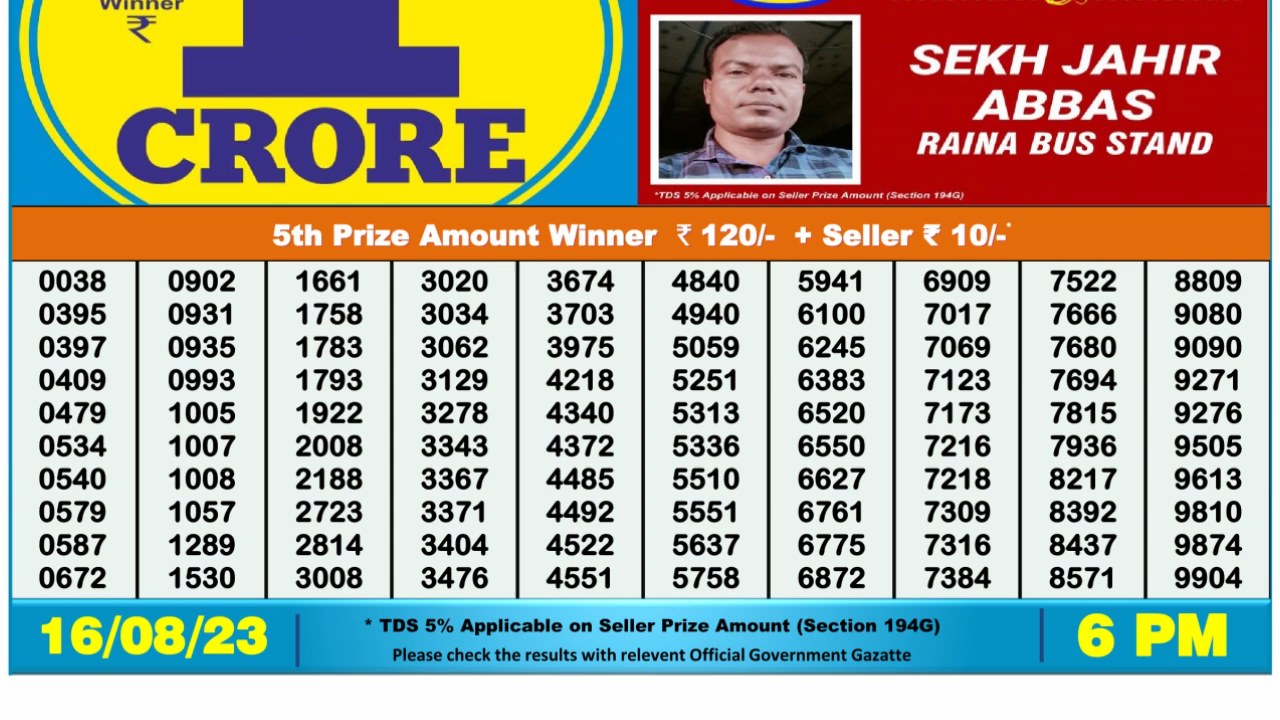 Winner
₹
1
CRORE
SEKH JAHIR
ABBAS
RAINA BUS STAND
*TDS 5% Applicable on Seller Prize Amount (Section 194G)
5th Prize Amount Winner ₹ 120/- + Seller ₹ 10/-*
0038 0902 1661 3020 3674 4840 5941 6909 7522 8809
0395 0931 1758 3034 3703 4940 6100 7017 7666 9080
0397 0935 1783 3062 3975 5059 6245 7069 7680 9090
0409 0993 1793 3129 4218 5251 6383 7123 7694 9271
0479 1005 1922 3278 4340 5313 6520 7173 7815 9276
0534 1007 2008 3343 4372 5336 6550 7216 7936 9505
0540 1008 2188 3367 4485 5510 6627 7218 8217 9613
0579 1057 2723 3371 4492 5551 6761 7309 8392 9810
0587 1289 2814 3404 4522 5637 6775 7316 8437 9874
0672 1530 3008 3476 4551 5758 6872 7384 8571 9904
16/08/23
* TDS 5% Applicable on Seller Prize Amount (Section 194G)
Please check the results with relevent Official Government Gazatte
6 PM